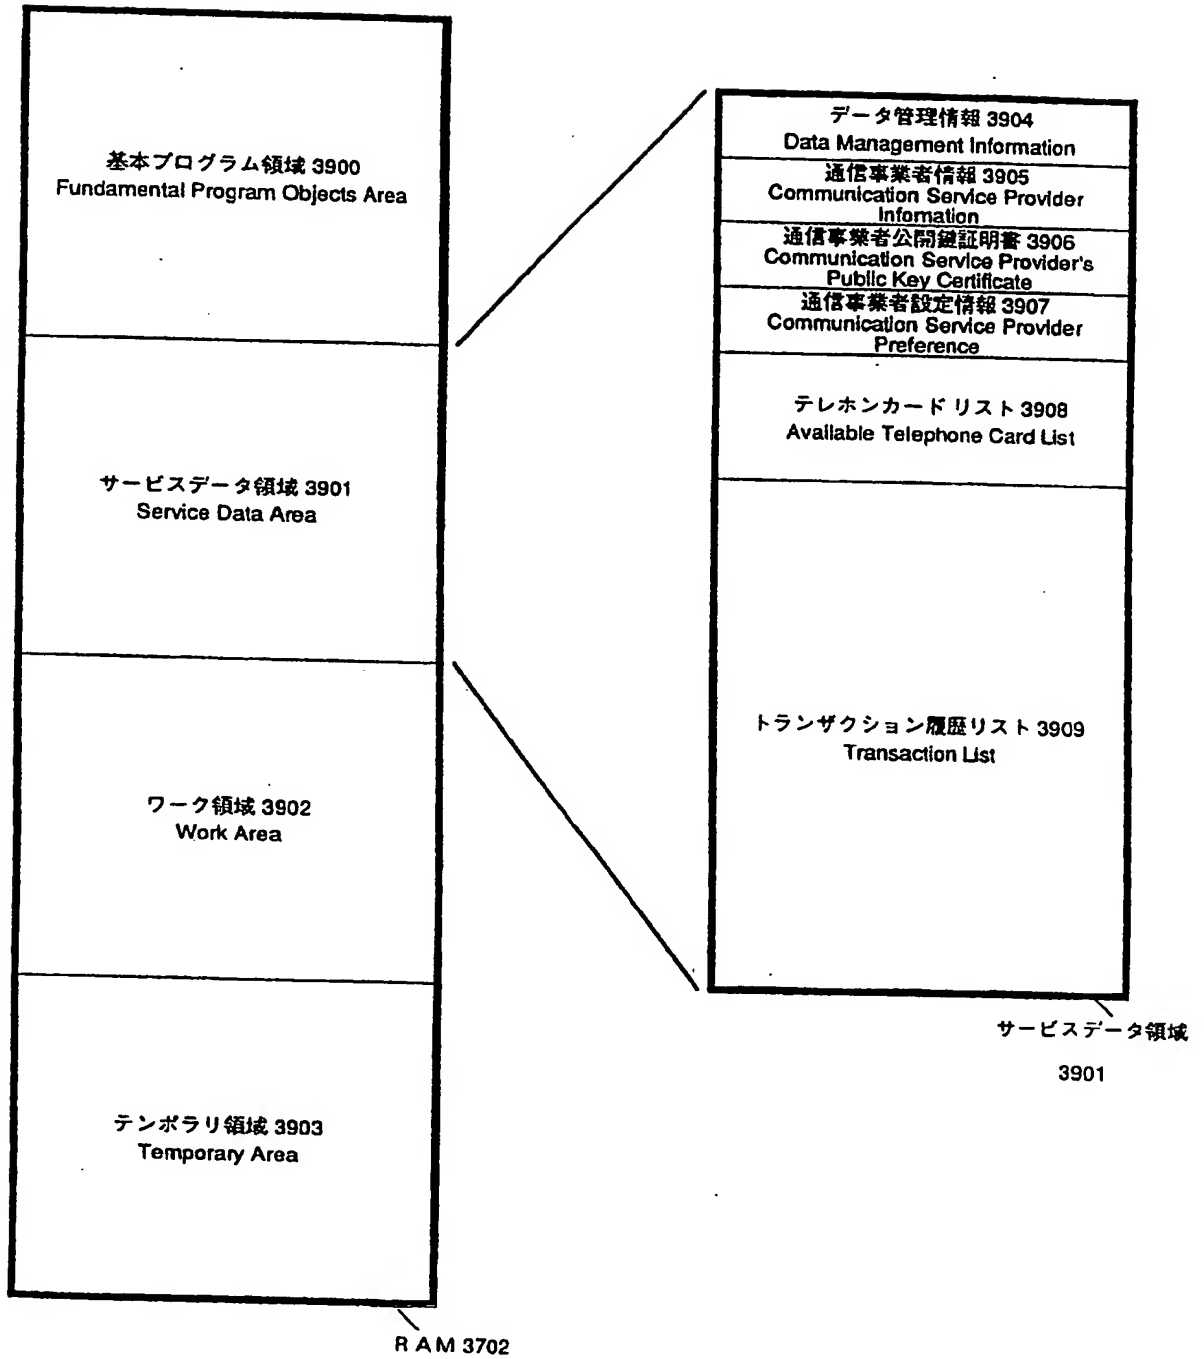 基本プログラム領域 3900
Fundamental Program Objects Area
サービスデータ領域 3901
Service Data Area
ワーク領域 3902
Work Area
テンポラリ領域 3903
Temporary Area
RAM 3702
データ管理情報 3904
Data Management Information
通信事業者情報 3905
Communication Service Provider
Infomation
通信事業者公開鍵証明書 3906
Communication Service Provider's
Public Key Certificate
通信事業者設定情報 3907
Communication Service Provider
Preference
テレホンカード リスト 3908
Available Telephone Card List
トランザクション履歴リスト 3909
Transaction List
サービスデータ領域
3901